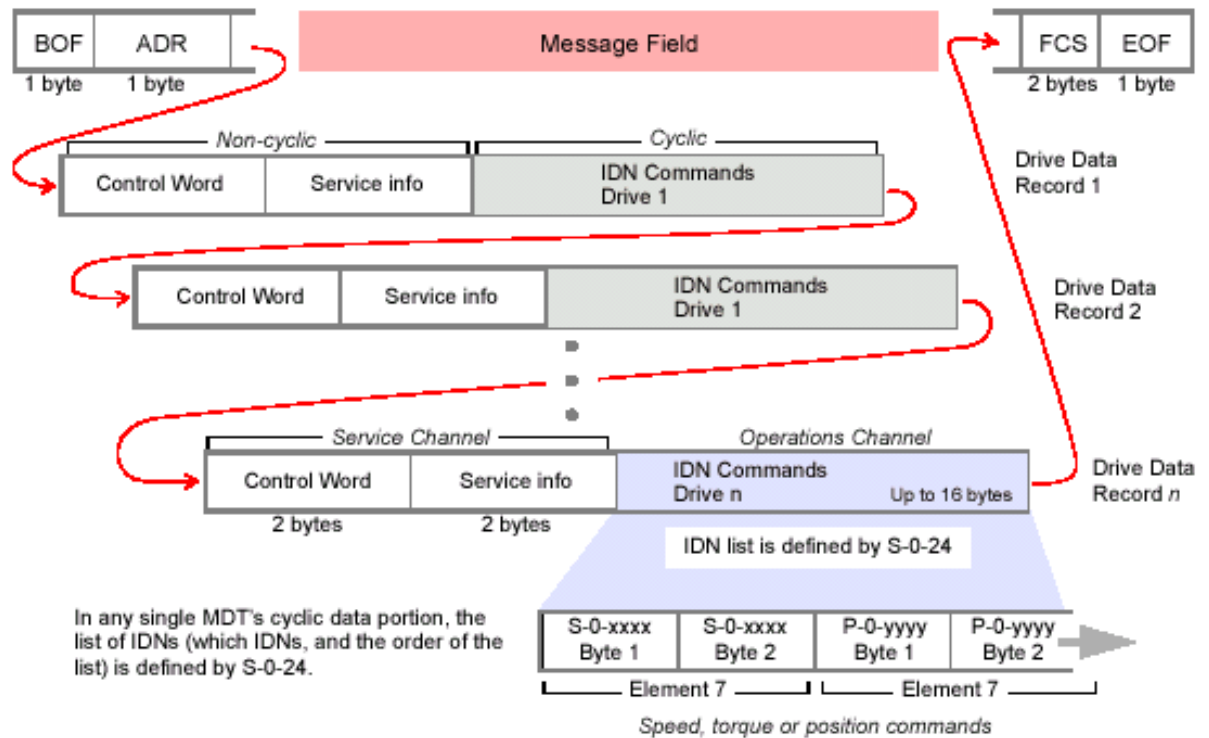 BOF ADR Message Field FCS EOF
1 byte 1 byte 2 bytes 1 byte
Non-cyclic Cyclic
Control Word Service info IDN Commands
Drive 1
Drive Data
Record 1
Control Word Service info IDN Commands
Drive 1
Drive Data
Record 2
Service Channel Operations Channel
Control Word Service info IDN Commands
Drive n Up to 16 bytes
Drive Data
Record n
2 bytes 2 bytes
IDN list is defined by S-0-24
In any single MDT's cyclic data portion, the
list of IDNs (which IDNs, and the order of the
list) is defined by S-0-24.
S-0-xxxx S-0-xxxx P-0-yyyy P-0-yyyy
Byte 1 Byte 2 Byte 1 Byte 2
Element 7 Element 7
Speed, torque or position commands